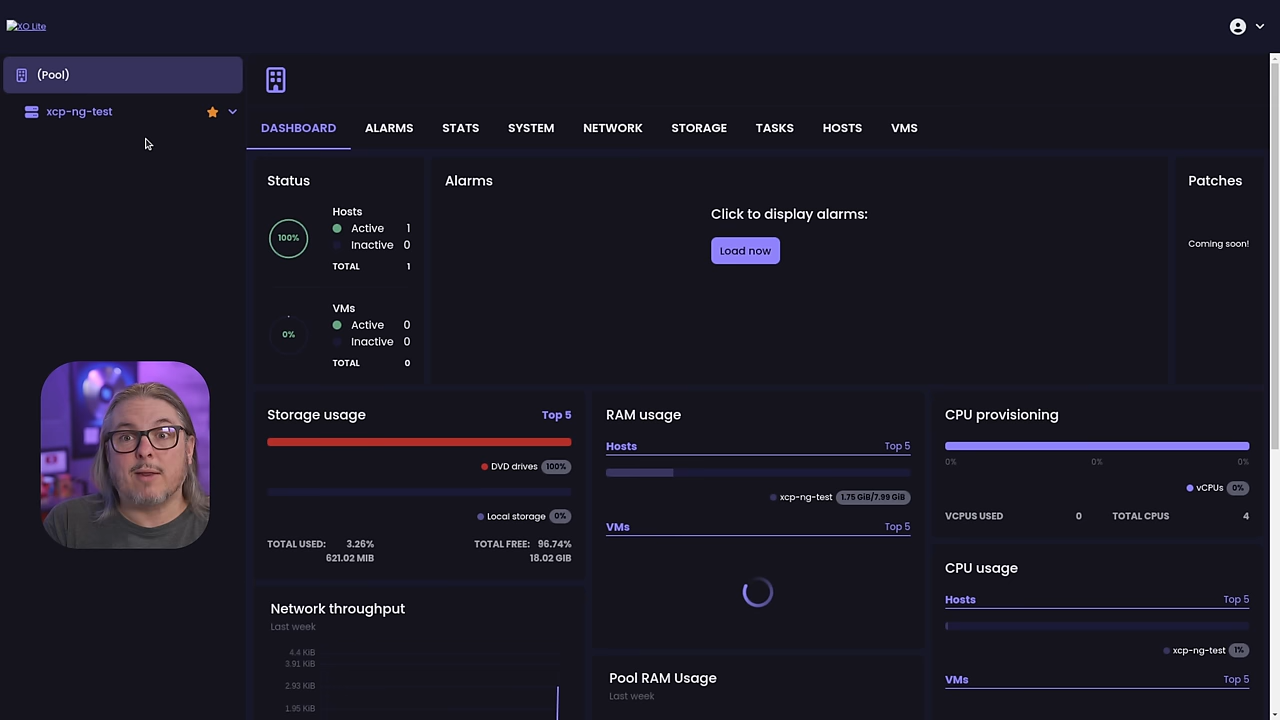 XO Lite
(Pool)
xcp-ng-test
DASHBOARD ALARMS STATS SYSTEM NETWORK STORAGE TASKS HOSTS VMS
Status
Hosts
100%
Active 1
Inactive 0
TOTAL 1
VMs
0%
Active 0
Inactive 0
TOTAL 0
Alarms
Click to display alarms:
Load now
Patches
Coming soon!
Storage usage Top 5
DVD drives 100%
Local storage 0%
TOTAL USED: 3.26% TOTAL FREE: 96.74%
621.02 MIB 18.02 GIB
Network throughput
Last week
4.4 KIB
3.91 KIB
2.93 KIB
1.95 KIB
RAM usage
Hosts Top 5
xcp-ng-test 1.75 GiB/7.99 GiB
VMs Top 5
Pool RAM Usage
Last week
CPU provisioning
0% 0% 0%
vCPUs 0%
VCPUS USED 0 TOTAL CPUS 4
CPU usage
Hosts Top 5
xcp-ng-test 1%
VMs Top 5